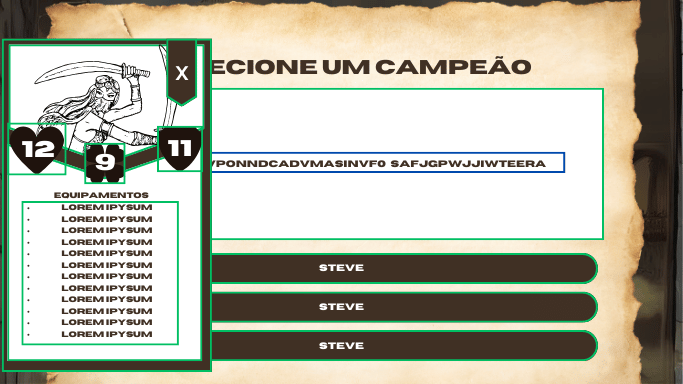 ECIONE UM CAMPEÃO
X
12
9
11
VPONNDCADVMASINVF0 SAFJGPWJJIWTEERA
EQUIPAMENTOS
• LOREM IPYSUM
• LOREM IPYSUM
• LOREM IPYSUM
• LOREM IPYSUM
• LOREM IPYSUM
• LOREM IPYSUM
• LOREM IPYSUM
• LOREM IPYSUM
• LOREM IPYSUM
• LOREM IPYSUM
• LOREM IPYSUM
• LOREM IPYSUM
STEVE
STEVE
STEVE